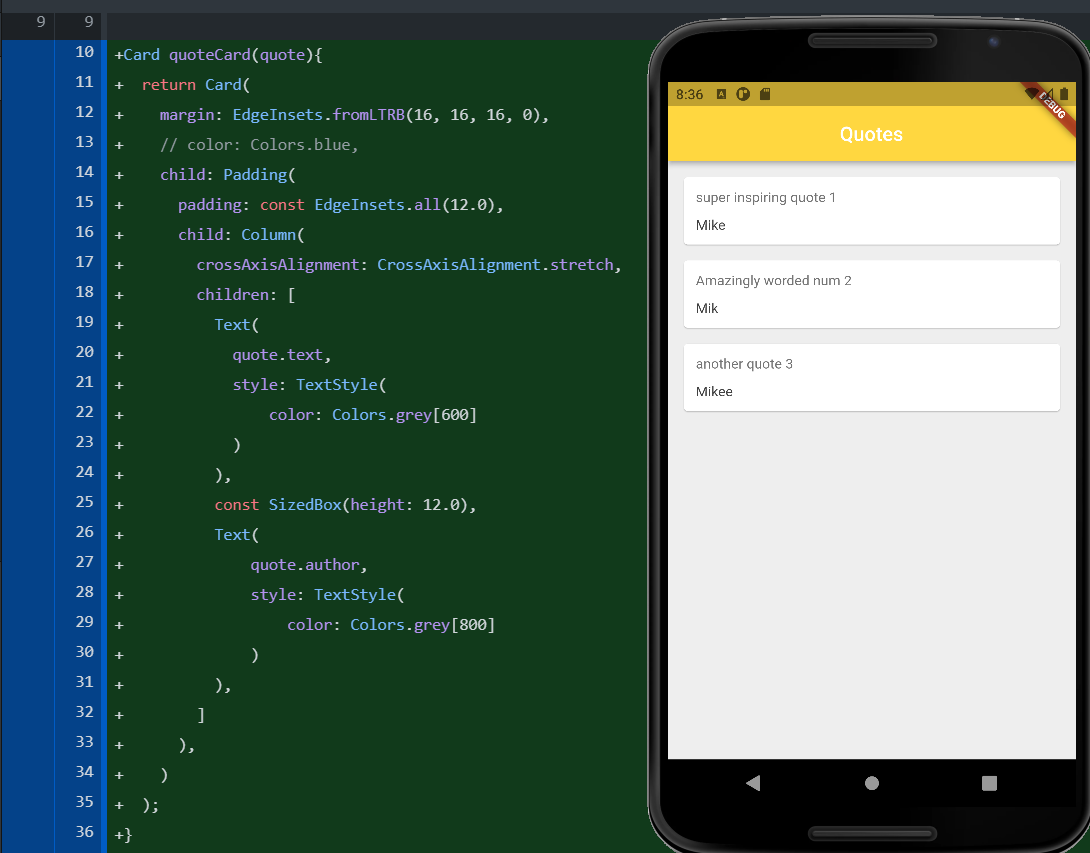 9 9
10 +Card quoteCard(quote){
11 +  return Card(
12 +    margin: EdgeInsets.fromLTRB(16, 16, 16, 0),
13 +    // color: Colors.blue,
14 +    child: Padding(
15 +      padding: const EdgeInsets.all(12.0),
16 +      child: Column(
17 +        crossAxisAlignment: CrossAxisAlignment.stretch,
18 +        children: [
19 +          Text(
20 +            quote.text,
21 +            style: TextStyle(
22 +                color: Colors.grey[600]
23 +            )
24 +          ),
25 +          const SizedBox(height: 12.0),
26 +          Text(
27 +              quote.author,
28 +              style: TextStyle(
29 +                  color: Colors.grey[800]
30 +              )
31 +          ),
32 +        ]
33 +      ),
34 +    )
35 +  );
36 +}
8:36
DEBUG
Quotes
super inspiring quote 1
Mike
Amazingly worded num 2
Mik
another quote 3
Mikee